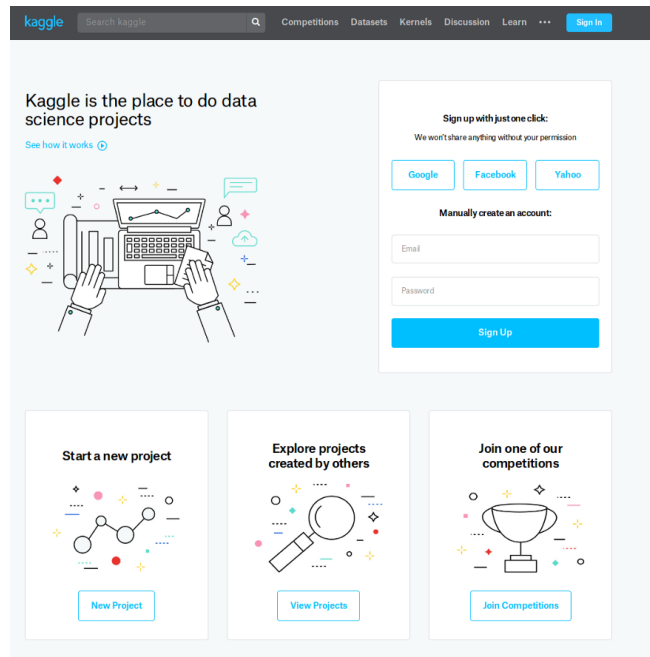 kaggle
Search kaggle
Competitions
Datasets
Kernels
Discussion
Learn
•••
Sign In
Kaggle is the place to do data
science projects
See how it works
Sign up with just one click:
We won't share anything without your permission
Google
Facebook
Yahoo
Manually create an account:
Email
Password
Sign Up
Start a new project
New Project
Explore projects
created by others
View Projects
Join one of our
competitions
Join Competitions